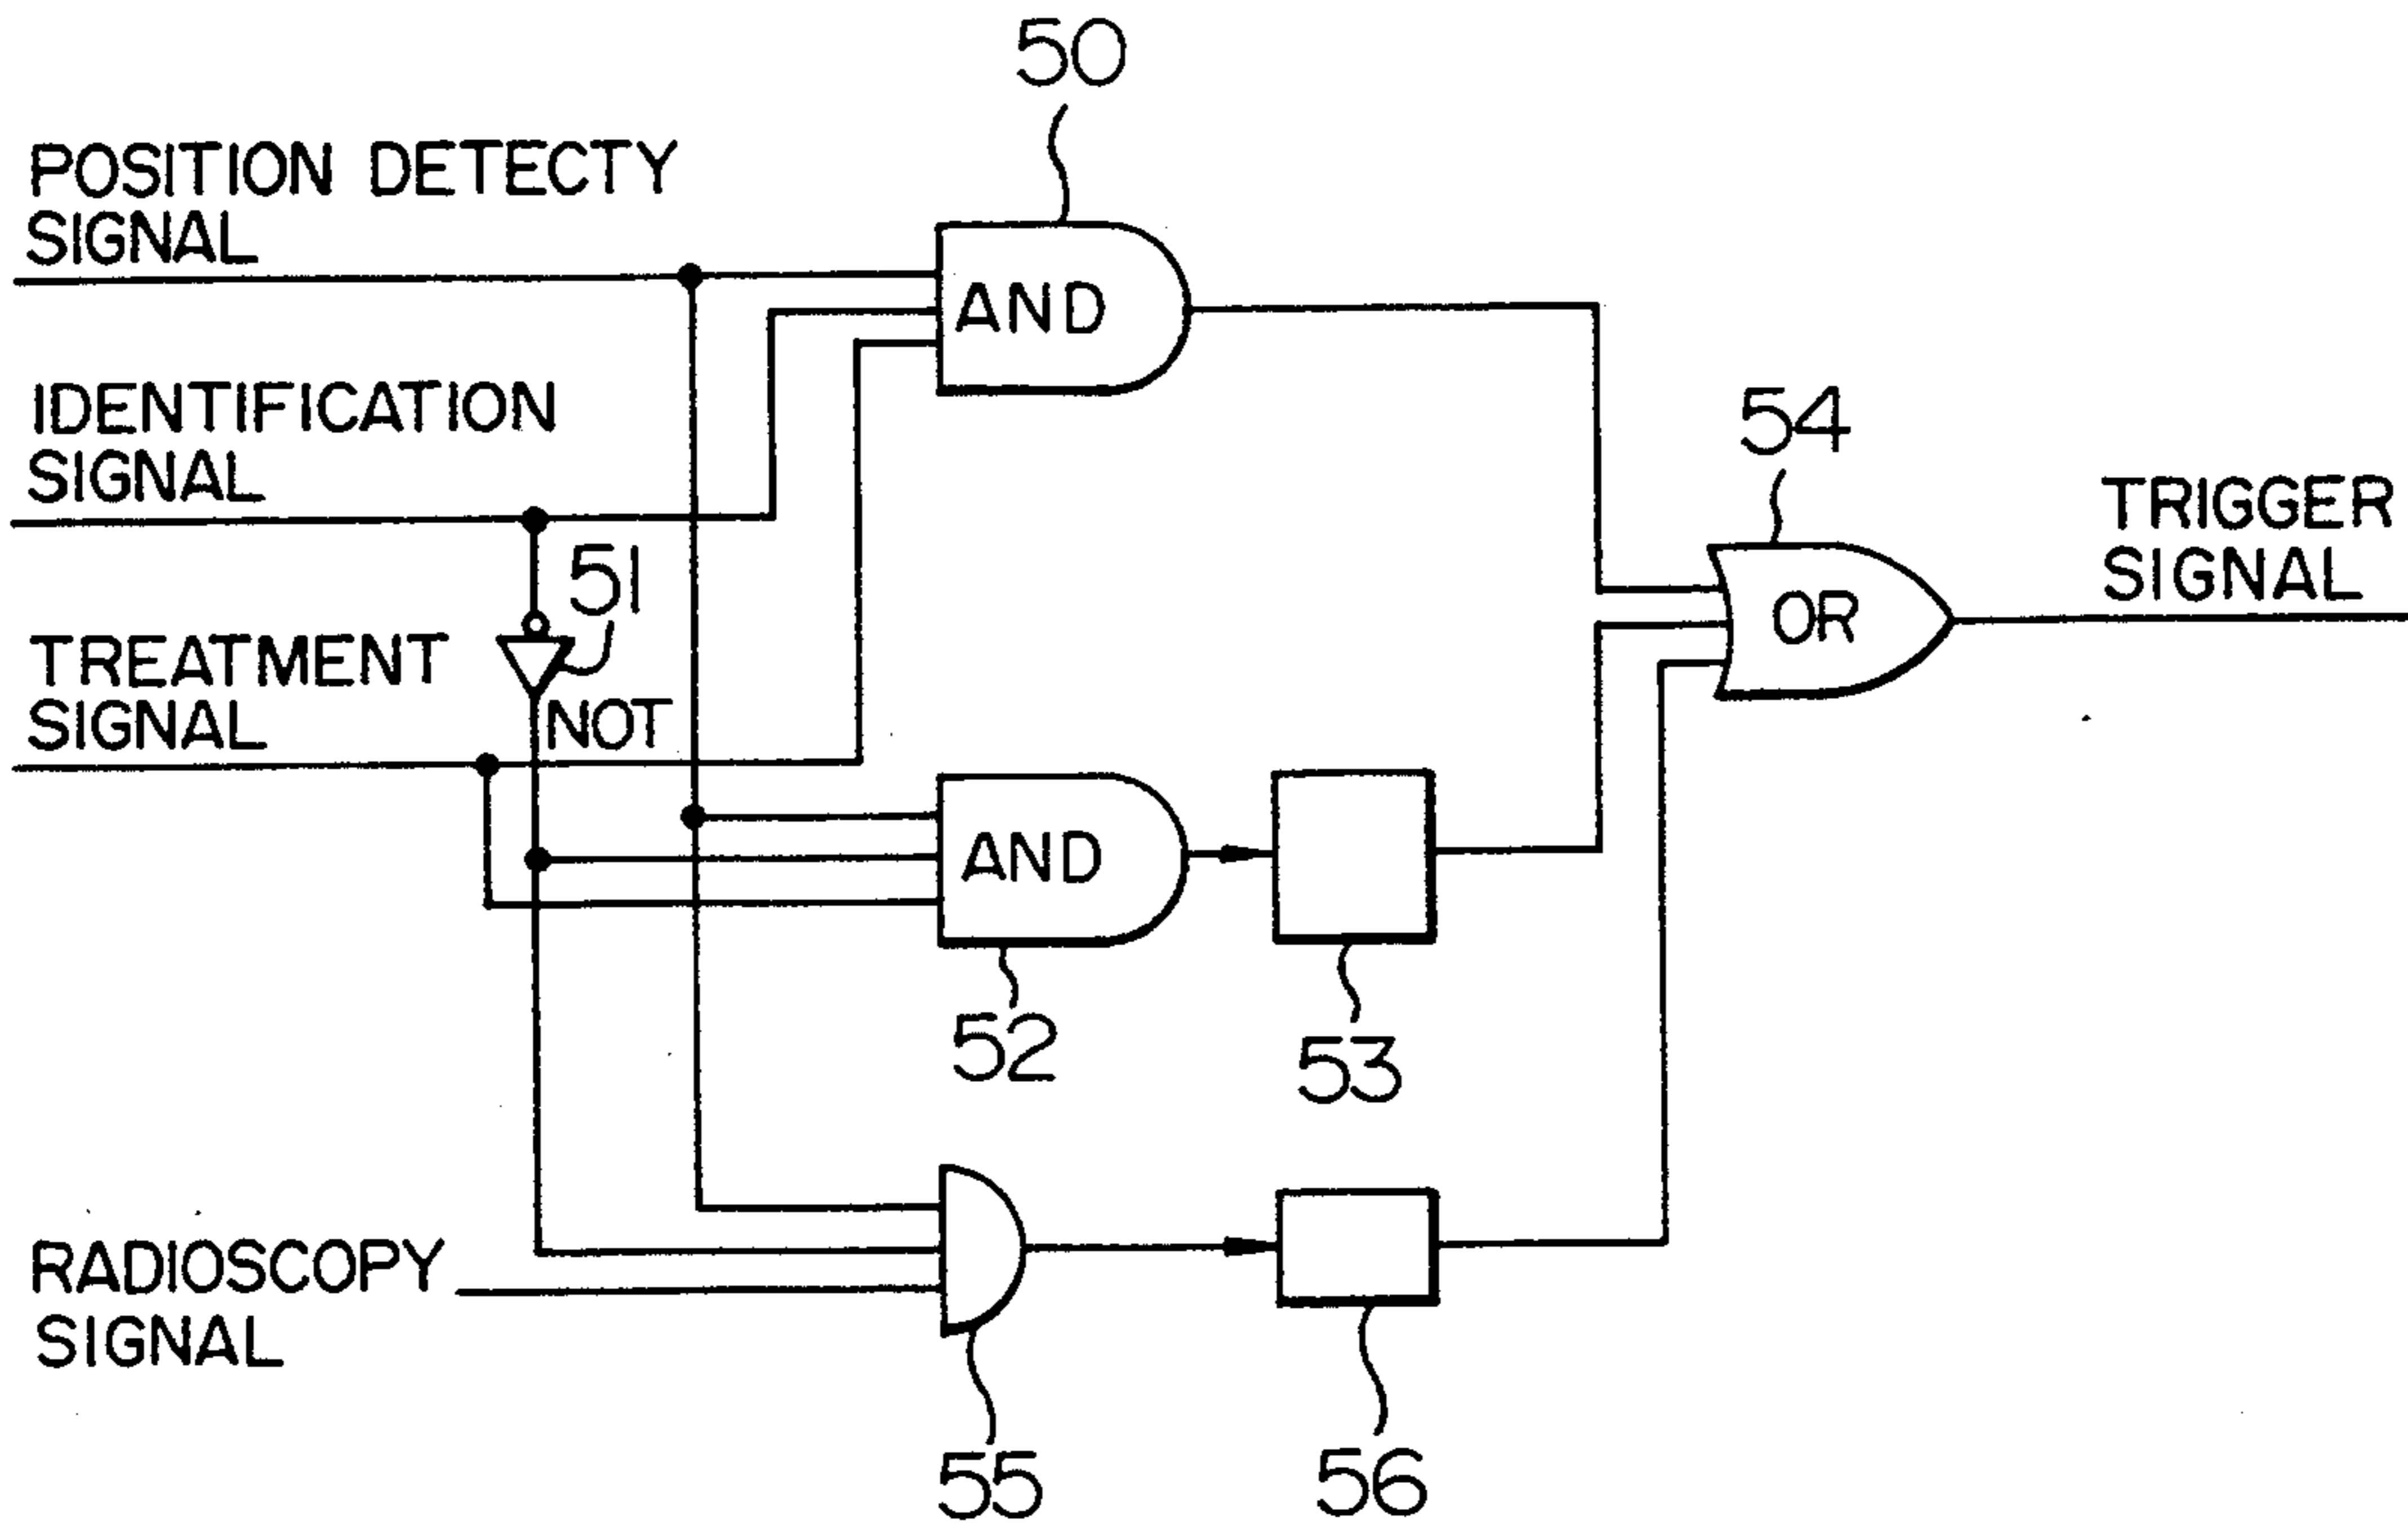 50
POSITION DETECTY
SIGNAL
AND
IDENTIFICATION
SIGNAL
54
TRIGGER
SIGNAL
51
OR
TREATMENT
SIGNAL
NOT
AND
52
53
RADIOSCOPY
SIGNAL
55
56